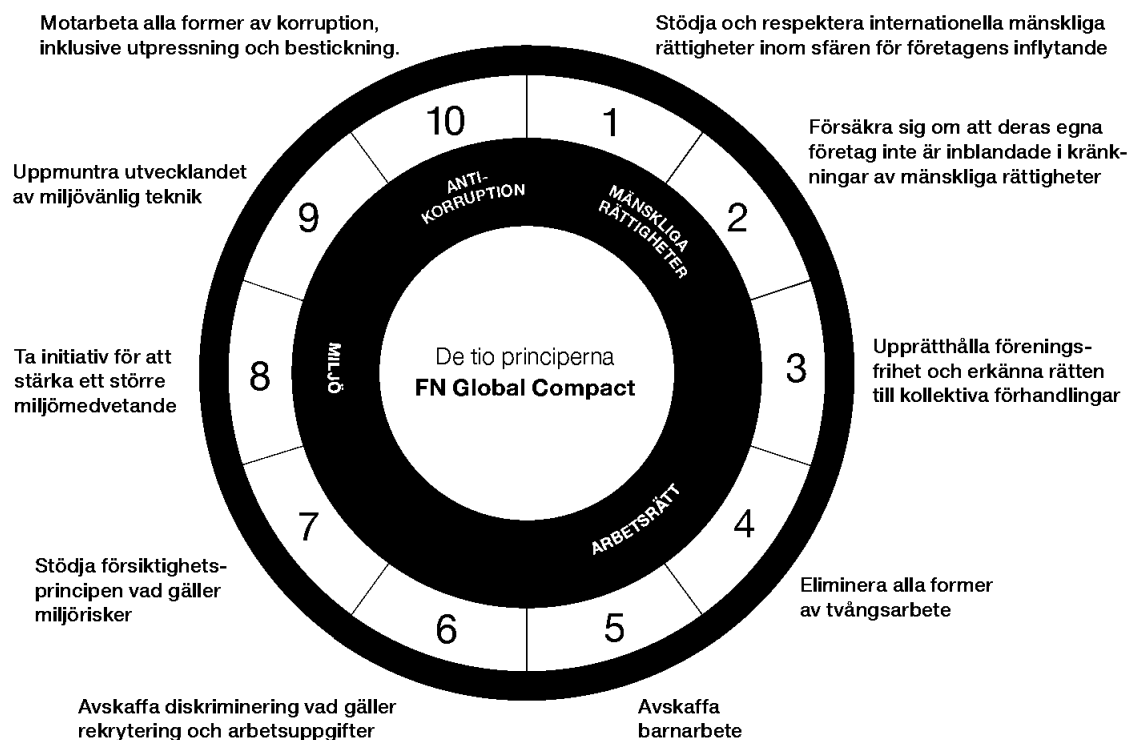 Motarbeta alla former av korruption,
inklusive utpressning och bestickning.
Stödja och respektera internationella mänskliga
rättigheter inom sfären för företagens inflytande
Försäkra sig om att deras egna
företag inte är inblandade i kränk-
ningar av mänskliga rättigheter
Upprätthålla förenings-
frihet och erkänna rätten
till kollektiva förhandlingar
Eliminera alla former
av tvångsarbete
Avskaffa
barnarbete
Avskaffa diskriminering vad gäller
rekrytering och arbetsuppgifter
Stödja försiktighets-
principen vad gäller
miljörisker
Ta initiativ för att
stärka ett större
miljömedvetande
Uppmuntra utvecklandet
av miljövänlig teknik
1
2
3
4
5
6
7
8
9
10
MÄNSKLIGA
RÄTTIGHETER
ARBETSRÄTT
MILJÖ
ANTI-
KORRUPTION
De tio principerna
FN Global Compact